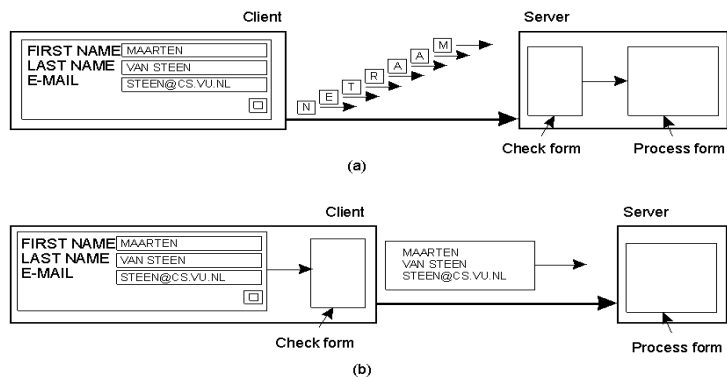 Client
Server
FIRST NAME MAARTEN
LAST NAME VAN STEEN
E-MAIL STEEN@CS.VU.NL
N E T R A A M
Check form
Process form
(a)
Client
Server
FIRST NAME MAARTEN
LAST NAME VAN STEEN
E-MAIL STEEN@CS.VU.NL
MAARTEN
VAN STEEN
STEEN@CS.VU.NL
Check form
Process form
(b)